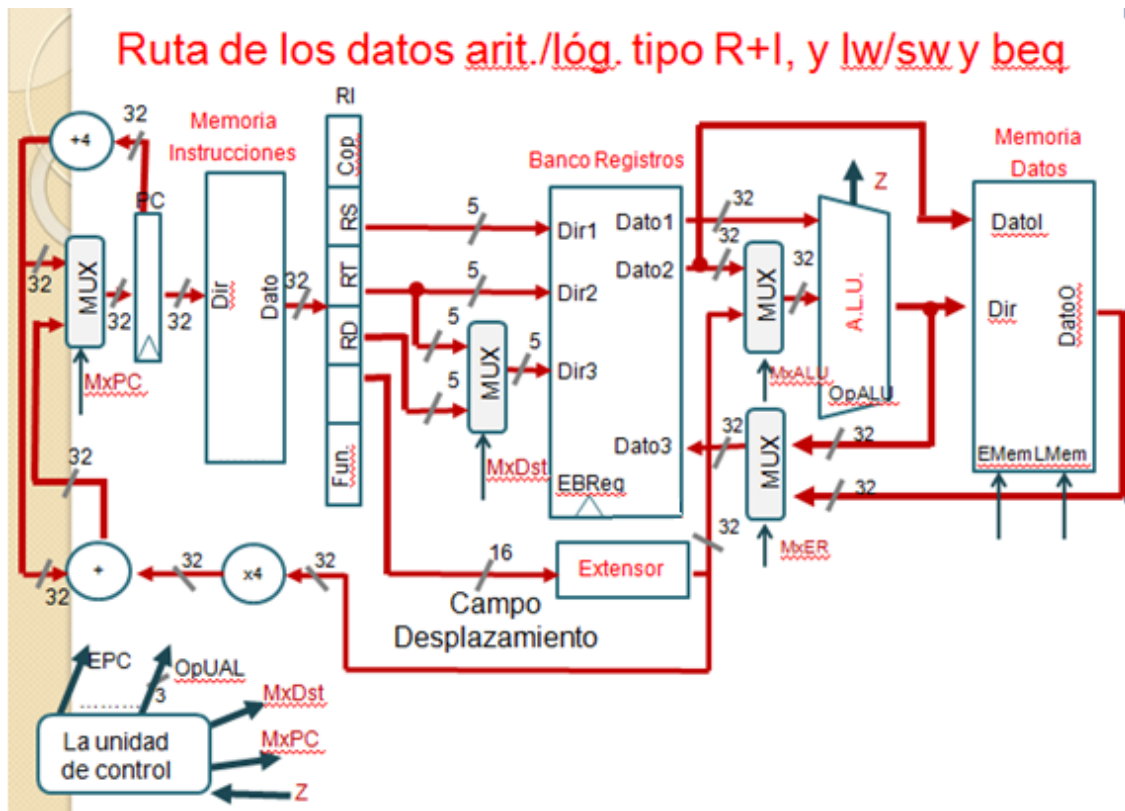 Ruta de los datos arit./lóg. tipo R+I, y lw/sw y beq
32
+4
Memoria
Instrucciones
RI
Cop
RS
RT
RD
Fun.
Banco Registros
Memoria
Datos
PC
MUX
32
32
32
MxPC
Dir
Dato
32
5
5
5
5
5
MUX
MxDst
Dir1
Dir2
Dir3
Dato1
Dato2
Dato3
EBReg
32
32
32
MUX
MxALU
Z
A.L.U.
OpALU
DatoI
Dir
DatoO
EMem
LMem
32
MUX
32
32
MxER
32
32
+
32
32
x4
32
16
Extensor
Campo
Desplazamiento
EPC
OpUAL
3
MxDst
MxPC
Z
La unidad
de control